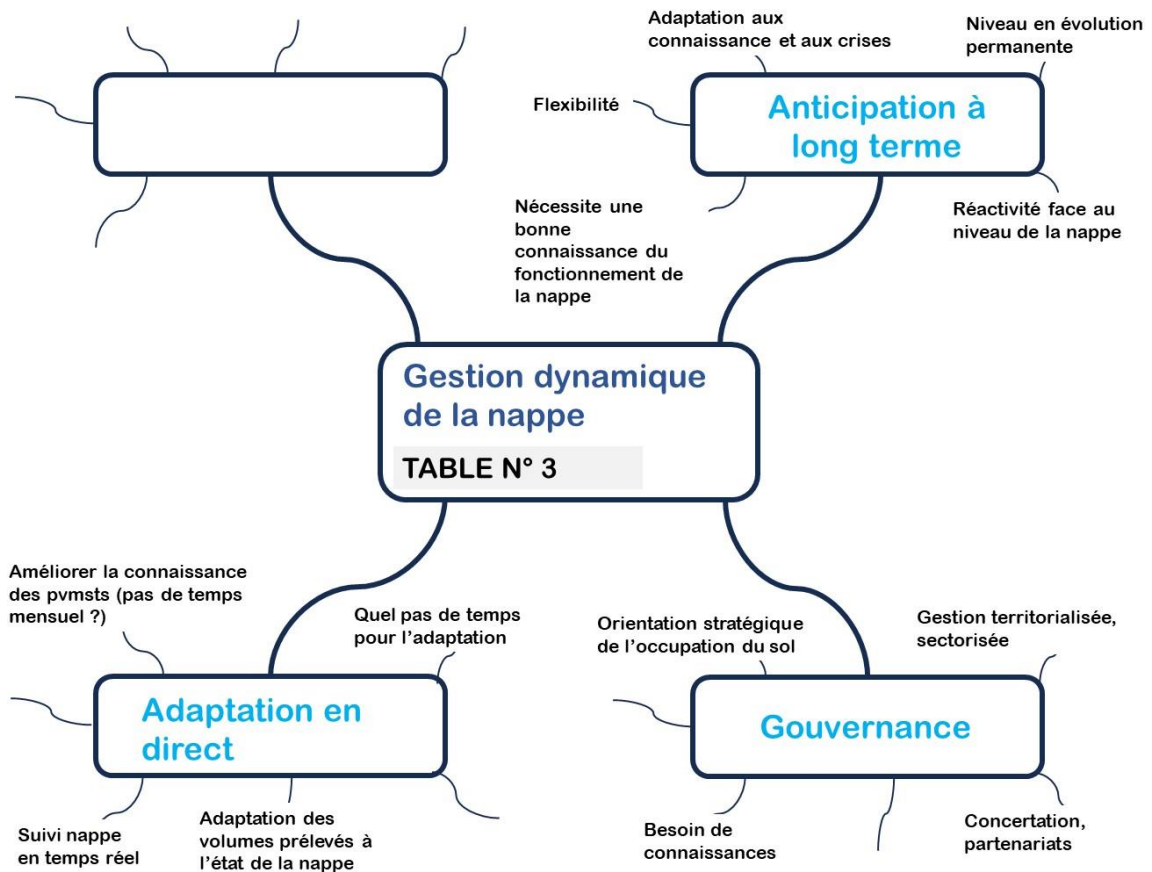 Adaptation aux
connaissance et aux crises
Niveau en évolution
permanente
Flexibilité
Anticipation à
long terme
Nécessite une
bonne
connaissance du
fonctionnement de
la nappe
Réactivité face au
niveau de la nappe
Gestion dynamique
de la nappe
TABLE N° 3
Améliorer la connaissance
des pvmsts (pas de temps
mensuel ?)
Quel pas de temps
pour l'adaptation
Adaptation en
direct
Suivi nappe
en temps réel
Adaptation des
volumes prélevés à
l'état de la nappe
Orientation stratégique
de l'occupation du sol
Gestion territorialisée,
sectorisée
Gouvernance
Besoin de
connaissances
Concertation,
partenariats